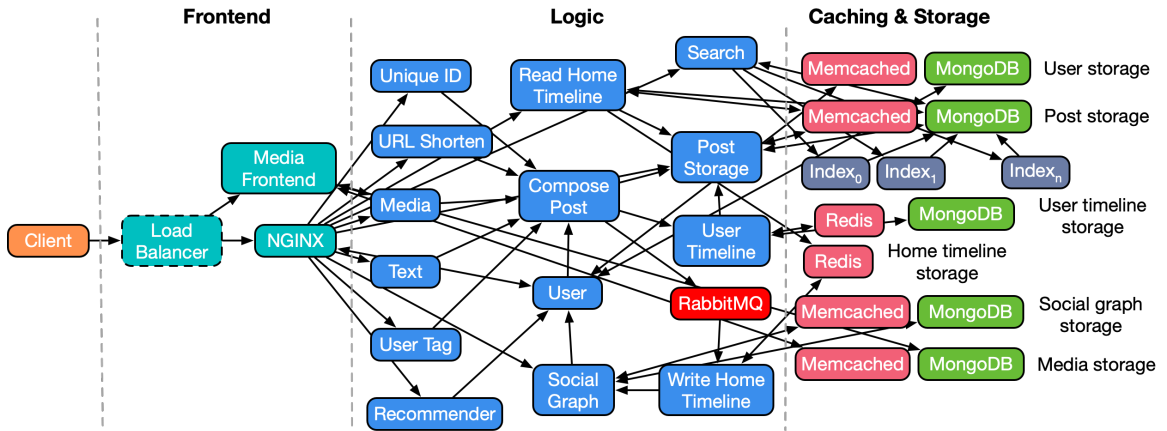 Frontend
Logic
Caching & Storage
Client
Load
Balancer
Media
Frontend
NGINX
Unique ID
URL Shorten
Media
Text
User Tag
Recommender
Read Home
Timeline
Compose
Post
User
Social
Graph
Search
Post
Storage
User
Timeline
RabbitMQ
Write Home
Timeline
Memcached
MongoDB
User storage
Memcached
MongoDB
Post storage
Index0
Index1
Indexn
Redis
MongoDB
User timeline
storage
Redis
Home timeline
storage
Memcached
MongoDB
Social graph
storage
Memcached
MongoDB
Media storage